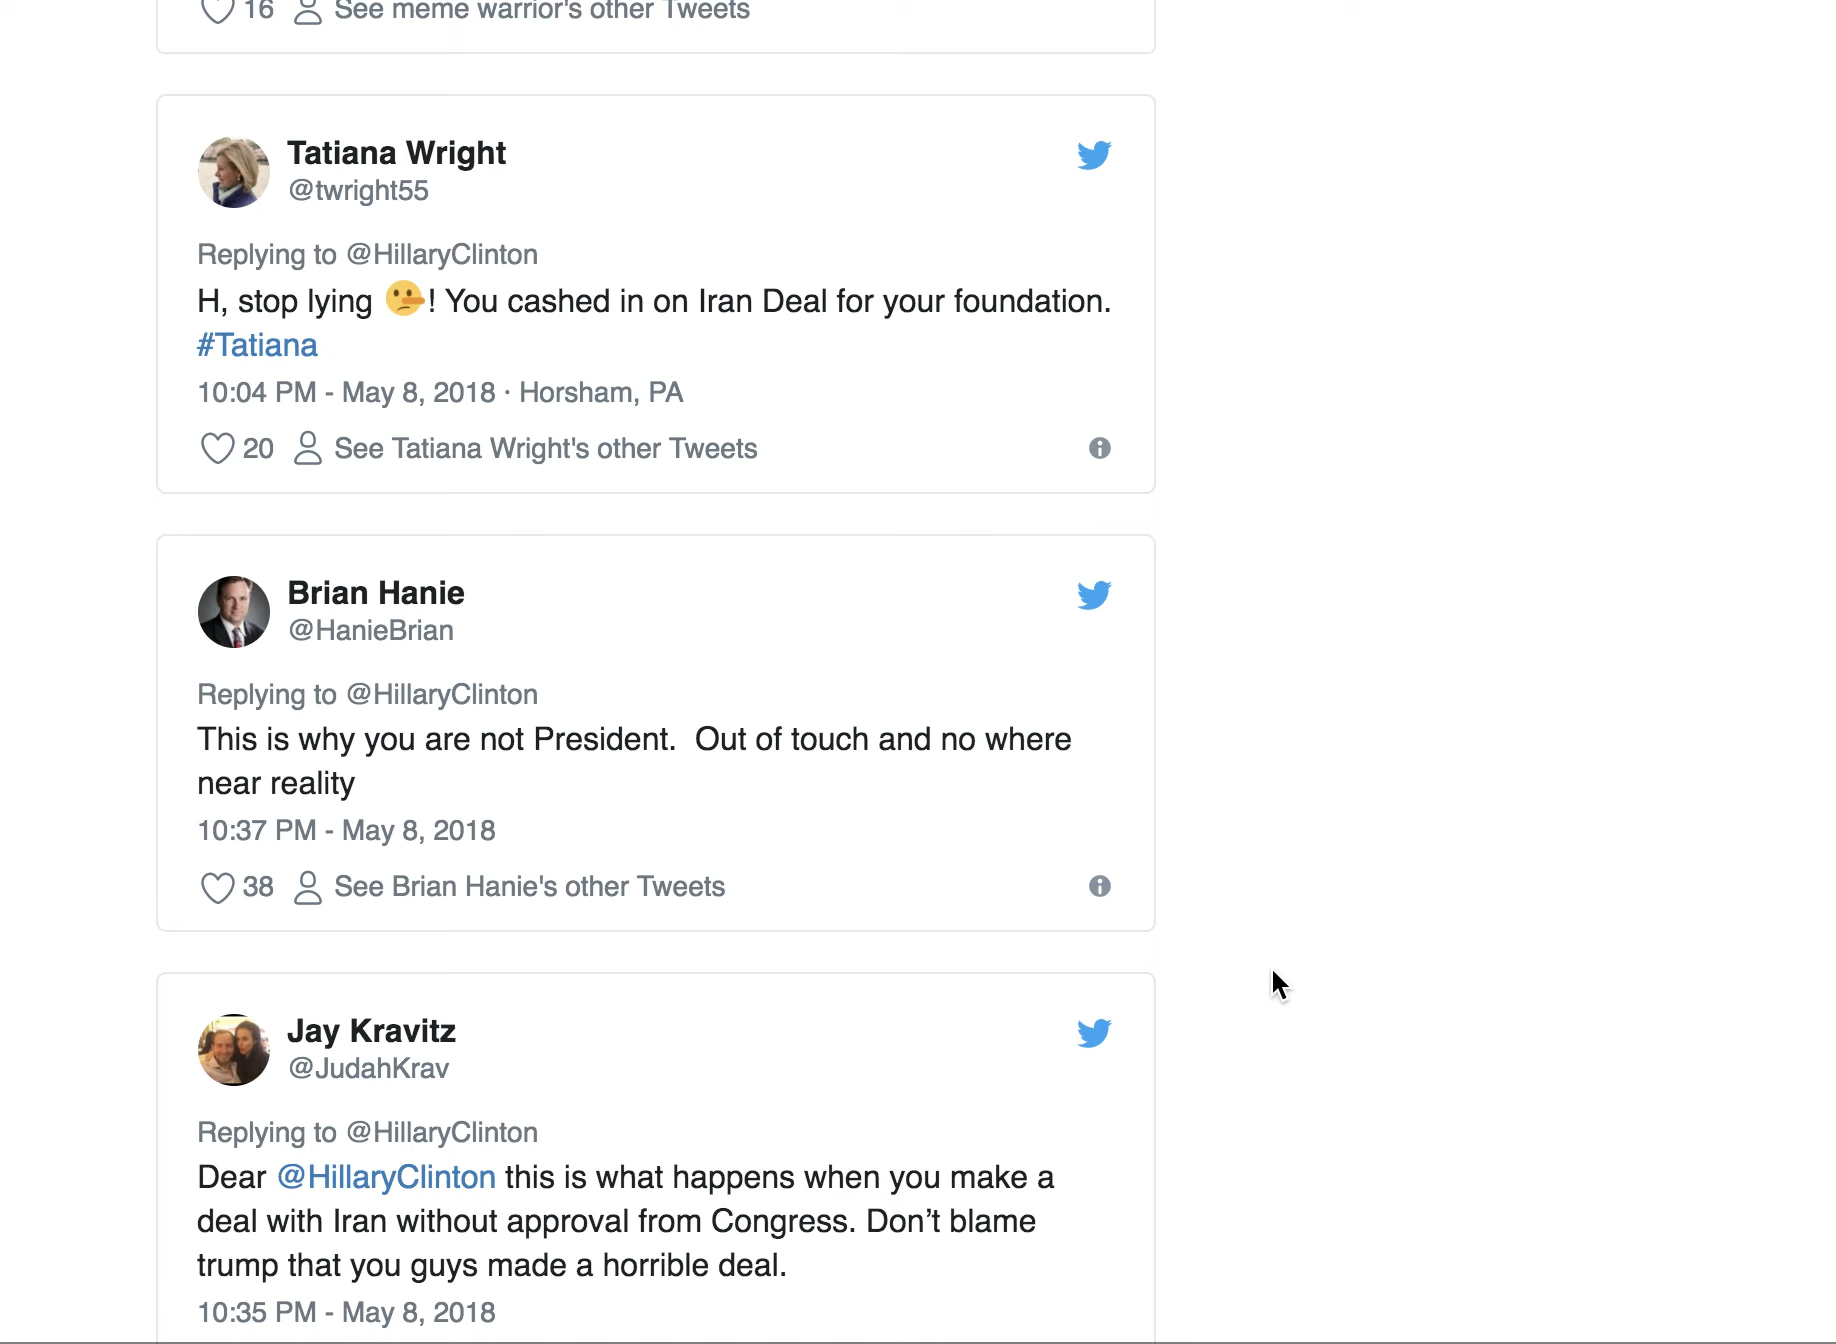 16 See meme warrior's other Tweets
Tatiana Wright
@twright55
Replying to @HillaryClinton
H, stop lying 🤥! You cashed in on Iran Deal for your foundation.
#Tatiana
10:04 PM - May 8, 2018 · Horsham, PA
20 See Tatiana Wright's other Tweets
Brian Hanie
@HanieBrian
Replying to @HillaryClinton
This is why you are not President.  Out of touch and no where
near reality
10:37 PM - May 8, 2018
38 See Brian Hanie's other Tweets
Jay Kravitz
@JudahKrav
Replying to @HillaryClinton
Dear @HillaryClinton this is what happens when you make a
deal with Iran without approval from Congress. Don’t blame
trump that you guys made a horrible deal.
10:35 PM - May 8, 2018